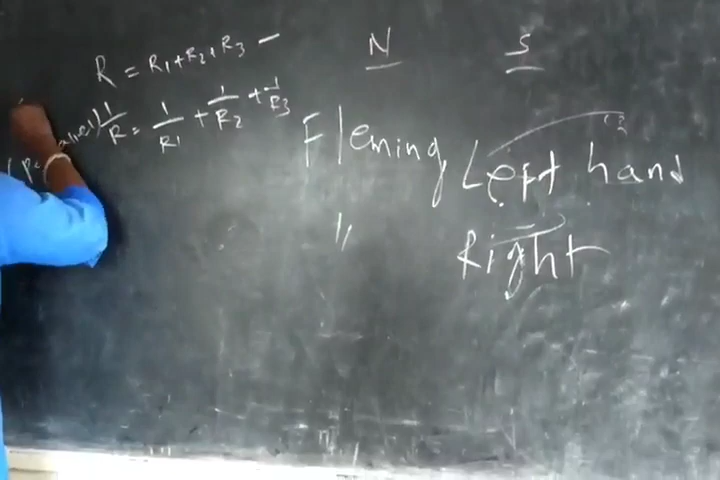 R = R1 + R2 + R3 –
1/R = 1/R1 + 1/R2 + 1/R3
N S
Fleming Left hand
" Right